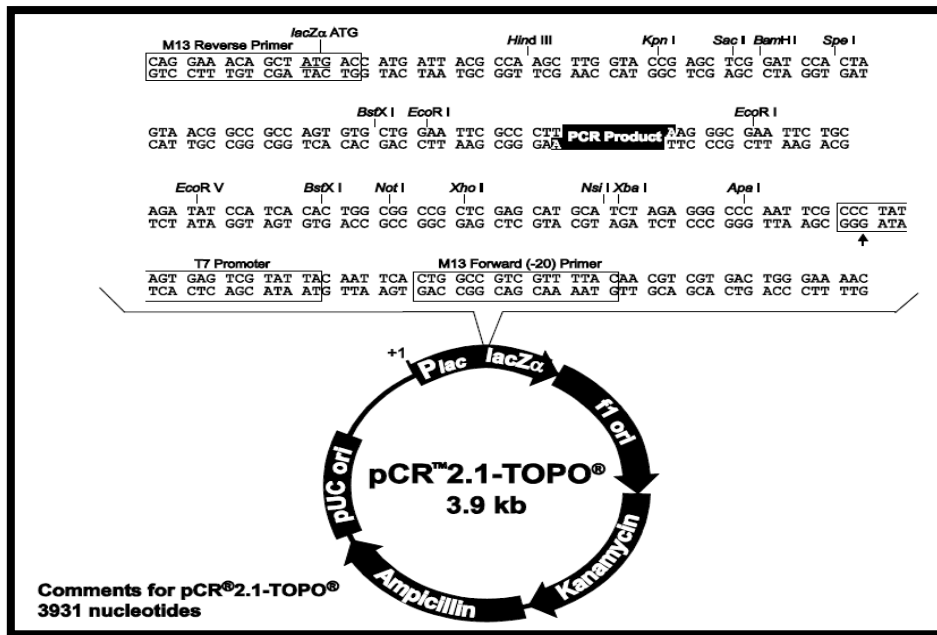 lacZα ATG
M13 Reverse Primer
Hind III Kpn I Sac I BamH I Spe I
CAG GAA ACA GCT ATG ACC ATG ATT ACG CCA AGC TTG GTA CCG AGC TCG GAT CCA CTA
GTC CTT TGT CGA TAC TGG TAC TAA TGC GGT TCG AAC CAT GGC TCG AGC CTA GGT GAT
BstX I EcoR I EcoR I
GTA ACG GCC GCC AGT GTG CTG GAA TTC GCC CTT PCR Product AAG GGC GAA TTC TGC
CAT TGC CGG CGG TCA CAC GAC CTT AAG CGG GAA TTC CCG CTT AAG ACG
EcoR V BstX I Not I Xho I Nsi I Xba I Apa I
AGA TAT CCA TCA CAC TGG CGG CCG CTC GAG CAT GCA TCT AGA GGG CCC AAT TCG CCC TAT
TCT ATA GGT AGT GTG ACC GCC GGC GAG CTC GTA CGT AGA TCT CCC GGG TTA AGC GGG ATA
T7 Promoter M13 Forward (-20) Primer
AGT GAG TCG TAT TAC AAT TCA CTG GCC GTC GTT TTA CAA CGT CGT GAC TGG GAA AAC
TCA CTC AGC ATA ATG TTA AGT GAC CGG CAG CAA AAT GTT GCA GCA CTG ACC CTT TTG
+1
Plac lacZα
f1 ori
Kanamycin
Ampicillin
pUC ori
pCR™2.1-TOPO®
3.9 kb
Comments for pCR®2.1-TOPO®
3931 nucleotides